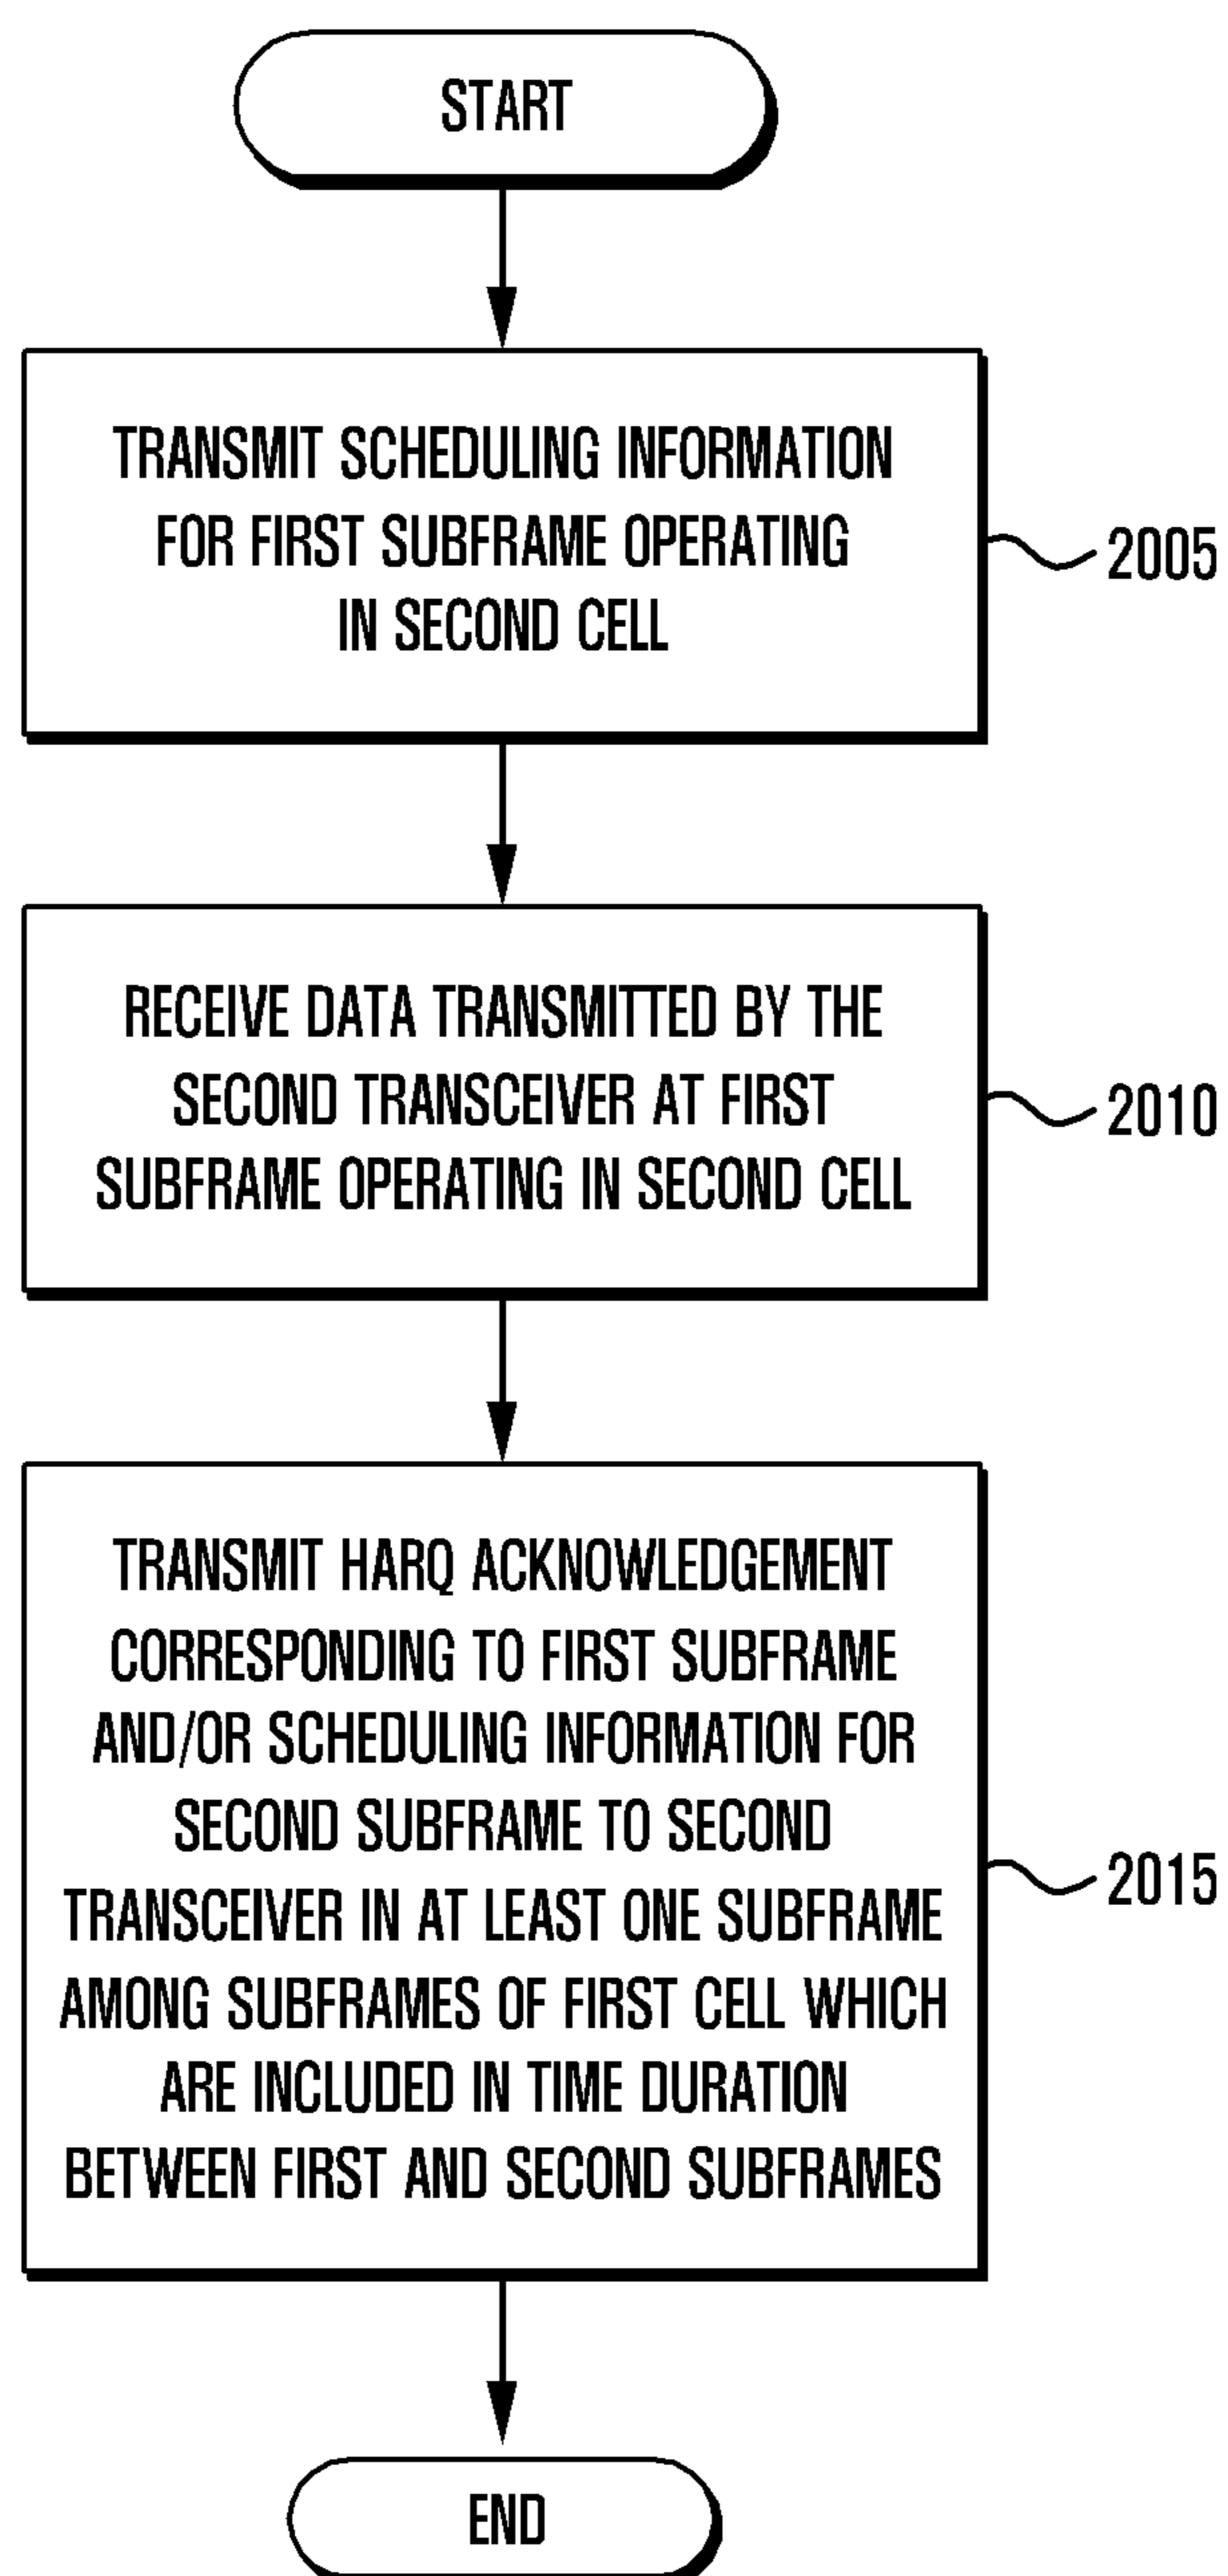 START
TRANSMIT SCHEDULING INFORMATION
FOR FIRST SUBFRAME OPERATING
IN SECOND CELL
2005
RECEIVE DATA TRANSMITTED BY THE
SECOND TRANSCEIVER AT FIRST
SUBFRAME OPERATING IN SECOND CELL
2010
TRANSMIT HARQ ACKNOWLEDGEMENT
CORRESPONDING TO FIRST SUBFRAME
AND/OR SCHEDULING INFORMATION FOR
SECOND SUBFRAME TO SECOND
TRANSCEIVER IN AT LEAST ONE SUBFRAME
AMONG SUBFRAMES OF FIRST CELL WHICH
ARE INCLUDED IN TIME DURATION
BETWEEN FIRST AND SECOND SUBFRAMES
2015
END